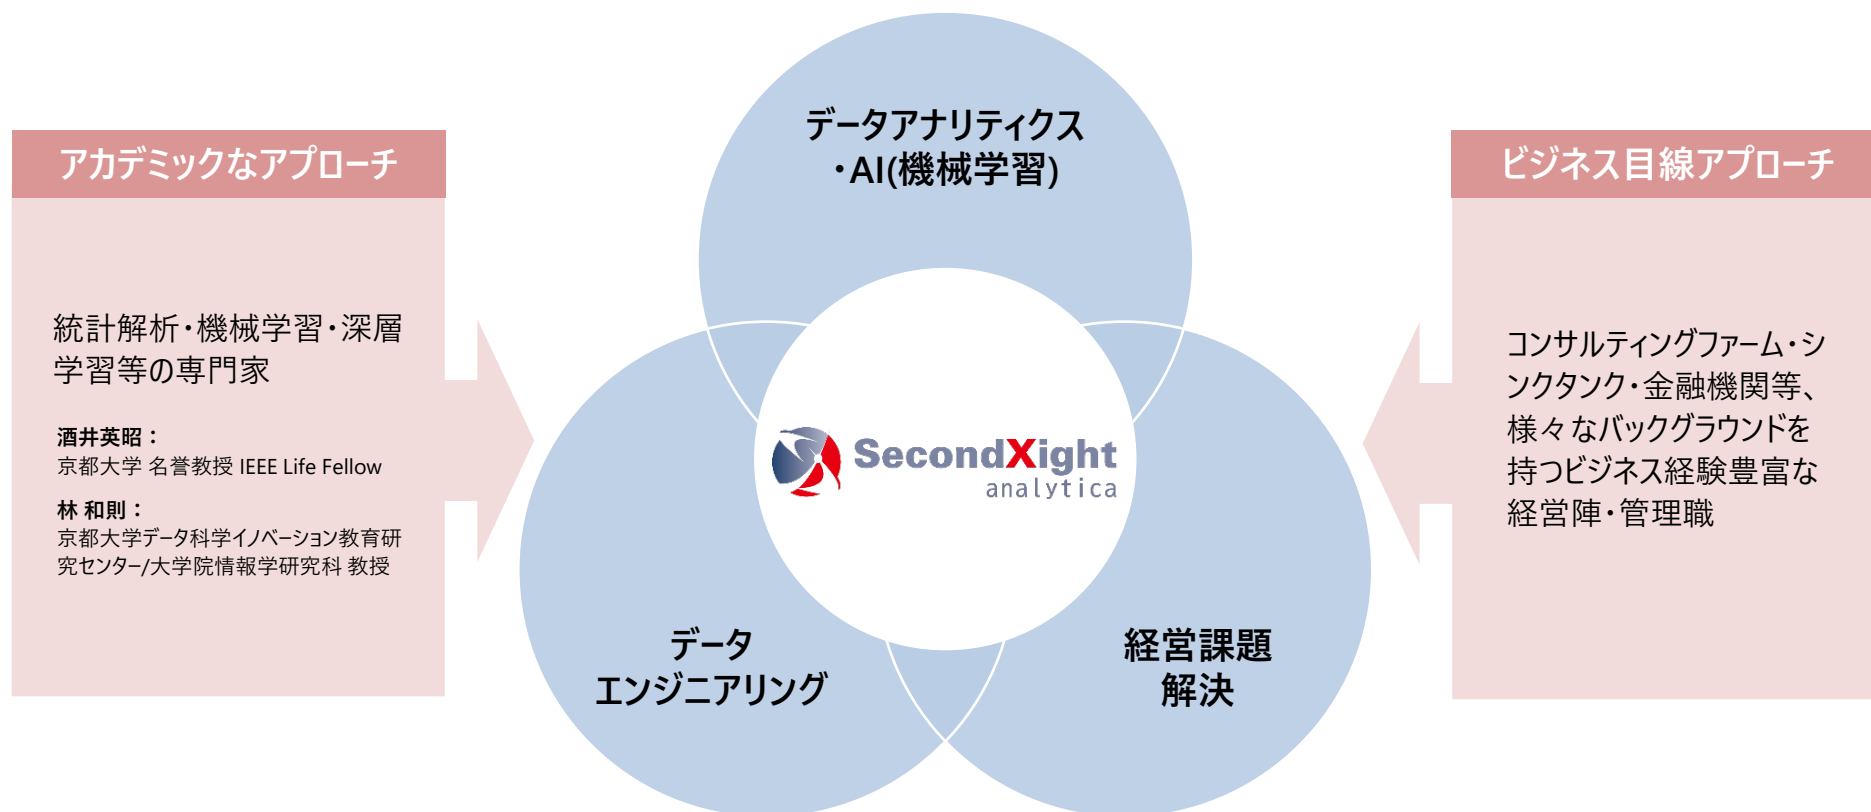 アカデミックなアプローチ
統計解析・機械学習・深層
学習等の専門家
酒井英昭：
京都大学 名誉教授 IEEE Life Fellow
林 和則：
京都大学データ科学イノベーション教育研
究センター/大学院情報学研究科 教授
データアナリティクス
・AI(機械学習)
SecondXight
analytica
データ
エンジニアリング
経営課題
解決
ビジネス目線アプローチ
コンサルティングファーム・シ
ンクタンク・金融機関等、
様々なバックグラウンドを
持つビジネス経験豊富な
経営陣・管理職